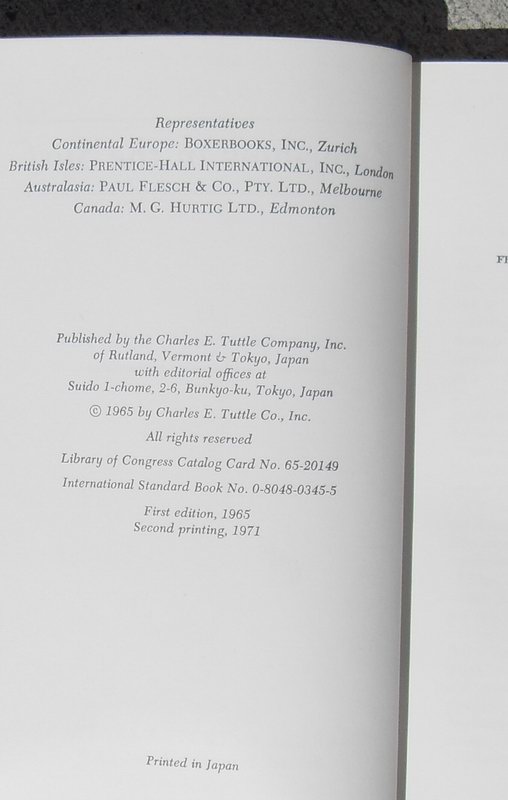 Representatives
Continental Europe: BOXERBOOKS, INC., Zurich
British Isles: PRENTICE-HALL INTERNATIONAL, INC., London
Australasia: PAUL FLESCH & CO., PTY. LTD., Melbourne
Canada: M. G. HURTIG LTD., Edmonton
Published by the Charles E. Tuttle Company, Inc.
of Rutland, Vermont & Tokyo, Japan
with editorial offices at
Suido 1-chome, 2-6, Bunkyo-ku, Tokyo, Japan
© 1965 by Charles E. Tuttle Co., Inc.
All rights reserved
Library of Congress Catalog Card No. 65-20149
International Standard Book No. 0-8048-0345-5
First edition, 1965
Second printing, 1971
Printed in Japan